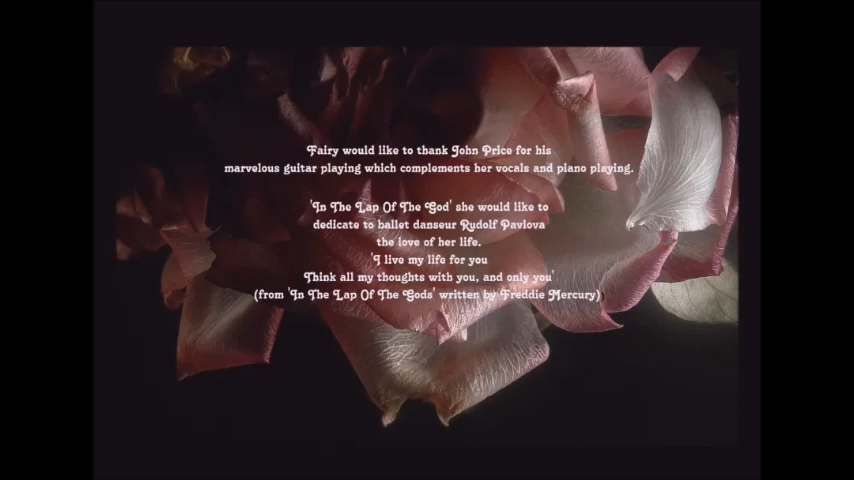 Fairy would like to thank John Price for his
marvelous guitar playing which complements her vocals and piano playing.
'In The Lap Of The God' she would like to
dedicate to ballet danseur Rudolf Pavlova
the love of her life.
'I live my life for you
Think all my thoughts with you, and only you'
(from 'In The Lap Of The Gods' written by Freddie Mercury)